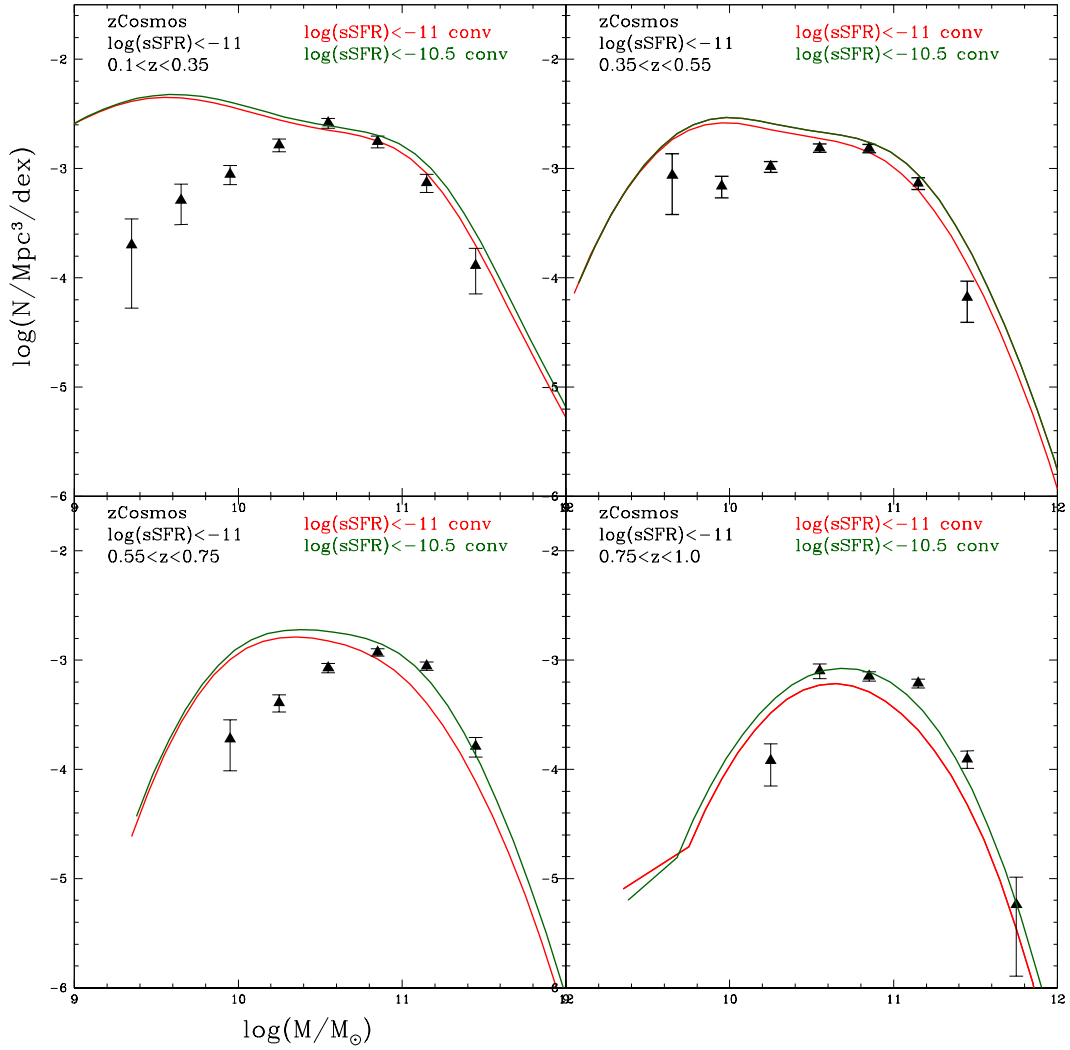 zCosmos
log(sSFR)<-11
0.1<z<0.35
log(sSFR)<-11 conv
log(sSFR)<-10.5 conv
zCosmos
log(sSFR)<-11
0.35<z<0.55
log(sSFR)<-11 conv
log(sSFR)<-10.5 conv
-2
-3
-4
-5
-6
-2
-3
-4
-5
9
10
11
10
11
12
log(N/Mpc³/dex)
zCosmos
log(sSFR)<-11
0.55<z<0.75
log(sSFR)<-11 conv
log(sSFR)<-10.5 conv
zCosmos
log(sSFR)<-11
0.75<z<1.0
log(sSFR)<-11 conv
log(sSFR)<-10.5 conv
-2
-3
-4
-5
-6
-2
-3
-4
-5
9
10
11
10
11
12
log(M/M☉)